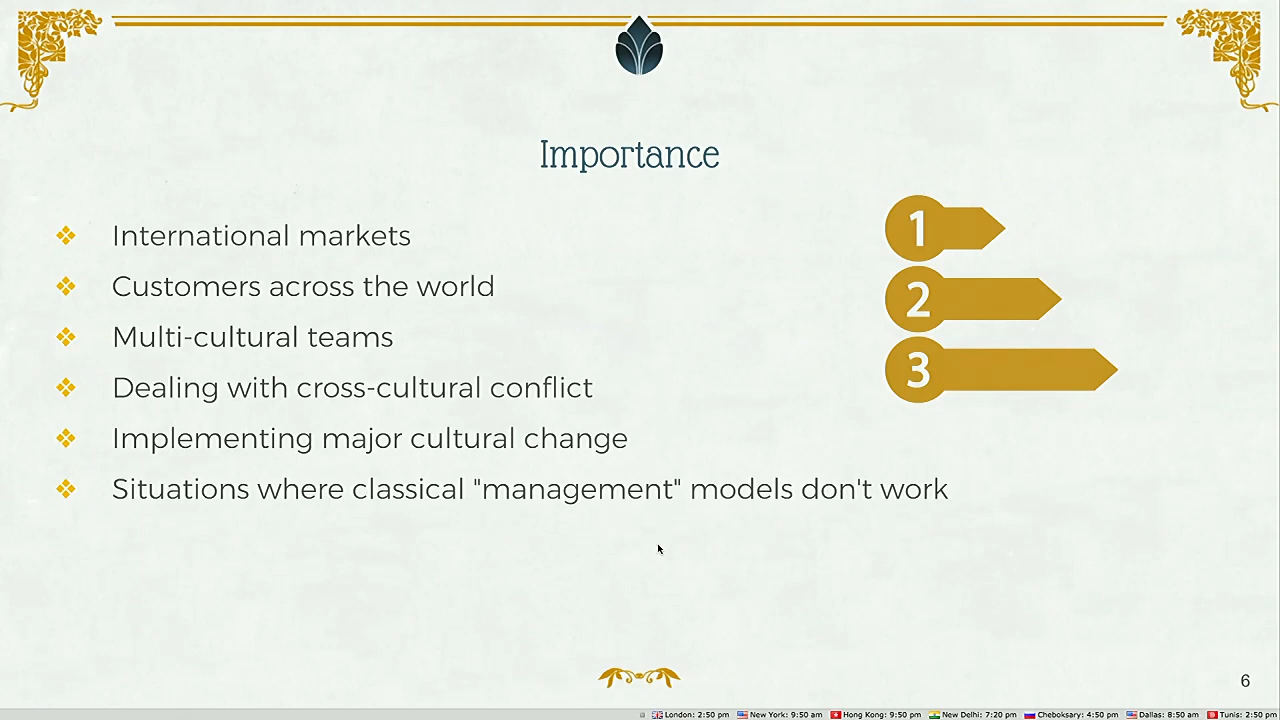 Importance
International markets
Customers across the world
Multi-cultural teams
Dealing with cross-cultural conflict
Implementing major cultural change
Situations where classical "management" models don't work
1
2
3
6
London: 2:50 pm New York: 9:50 am Hong Kong: 9:50 pm New Delhi: 7:20 pm Cheboksary: 4:50 pm Dallas: 8:50 am Tunis: 2:50 pm